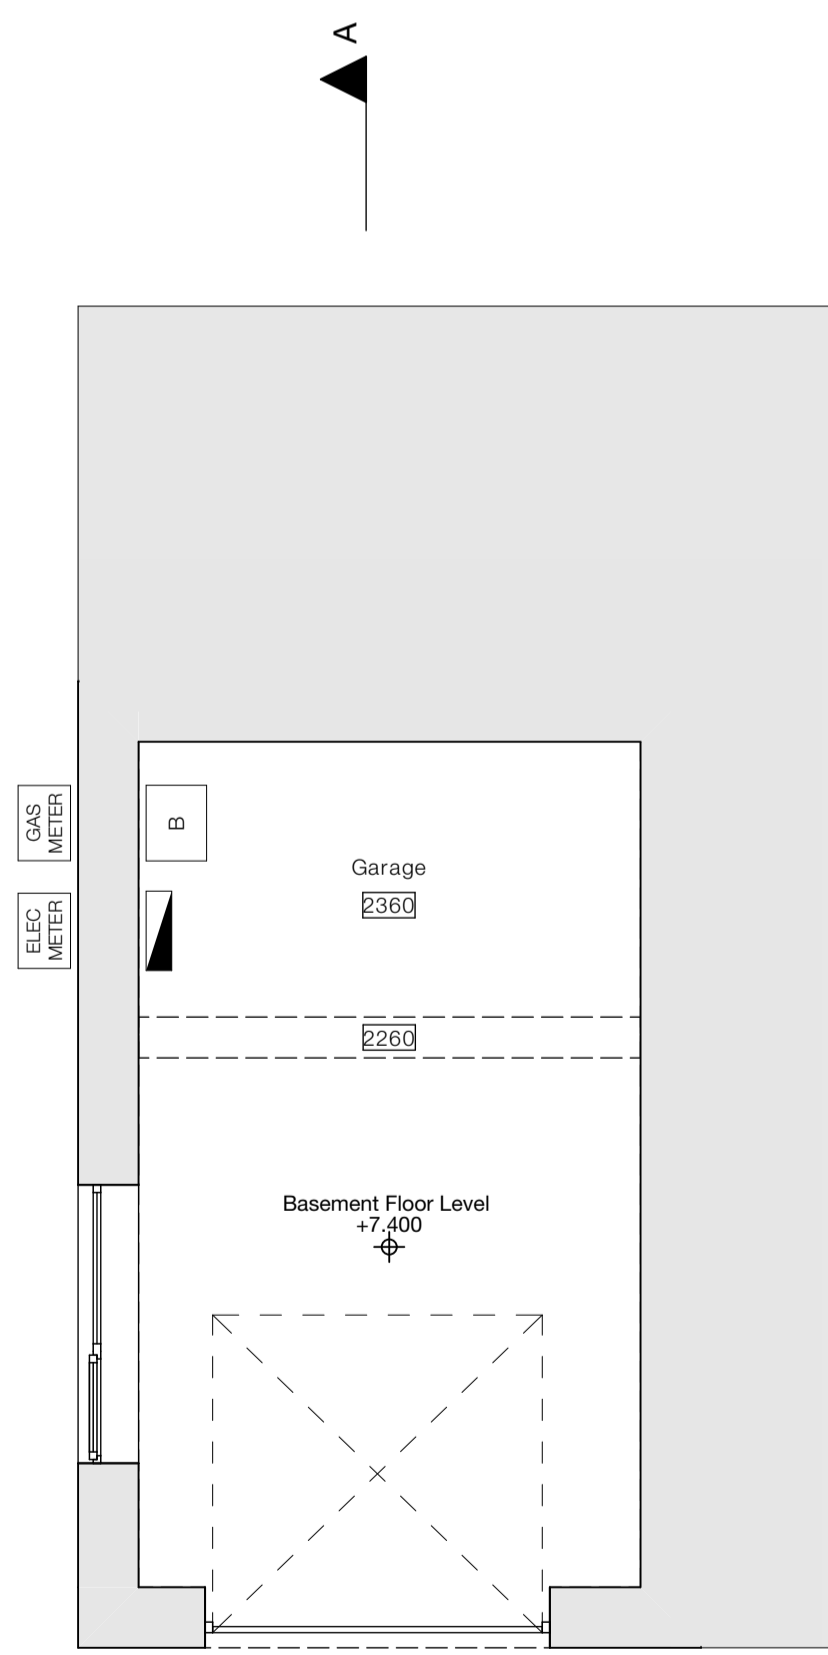 A
GAS
METER
B
Garage
2360
ELEC
METER
2260
Basement Floor Level
+7.400